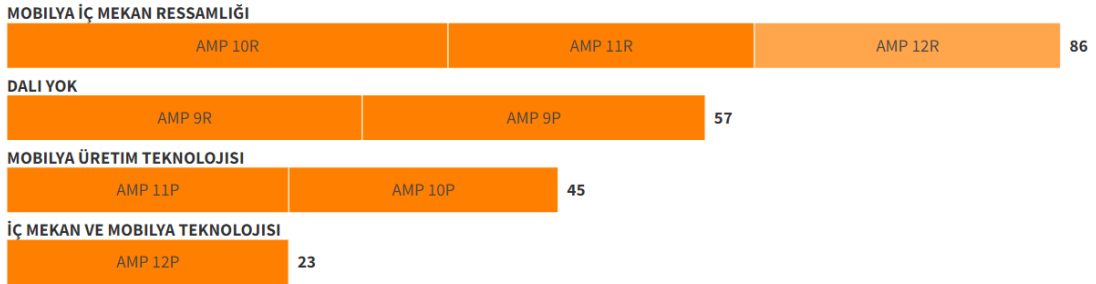 MOBILYA İÇ MEKAN RESSAMLIĞI
AMP 10R AMP 11R AMP 12R 86
DALI YOK
AMP 9R AMP 9P 57
MOBILYA ÜRETIM TEKNOLOJISI
AMP 11P AMP 10P 45
İÇ MEKAN VE MOBILYA TEKNOLOJISI
AMP 12P 23